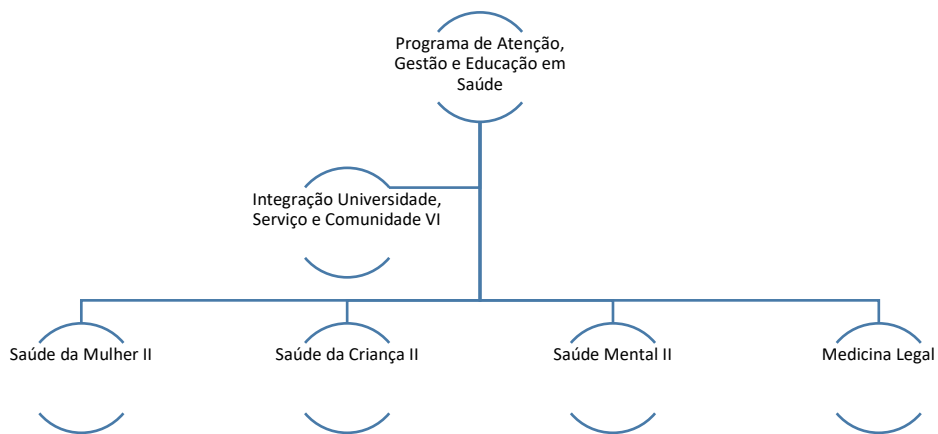 Programa de Atenção,
Gestão e Educação em
Saúde
Integração Universidade,
Serviço e Comunidade VI
Saúde da Mulher II
Saúde da Criança II
Saúde Mental II
Medicina Legal